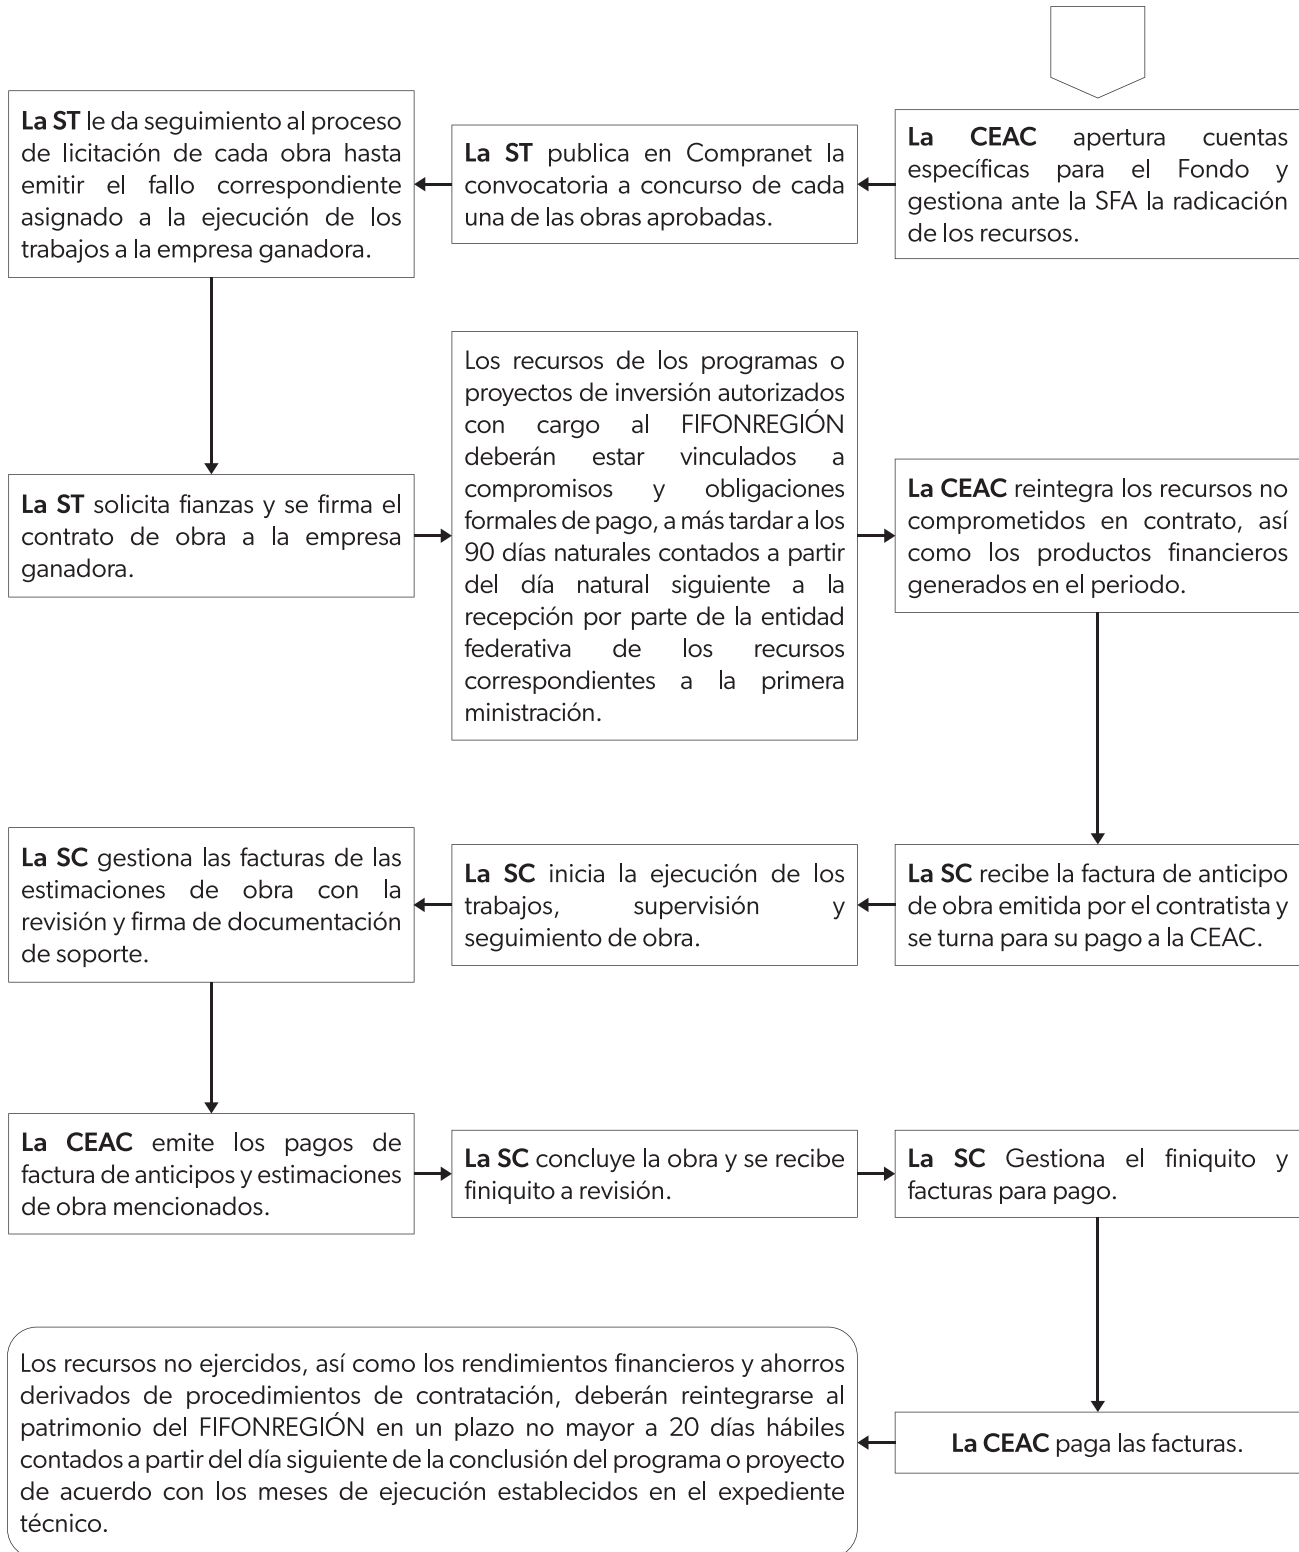 La CEAC apertura cuentas
específicas para el Fondo y
gestiona ante la SFA la radicación
de los recursos.
La ST publica en Compranet la
convocatoria a concurso de cada
una de las obras aprobadas.
La ST le da seguimiento al proceso
de licitación de cada obra hasta
emitir el fallo correspondiente
asignado a la ejecución de los
trabajos a la empresa ganadora.
La ST solicita fianzas y se firma el
contrato de obra a la empresa
ganadora.
Los recursos de los programas o
proyectos de inversión autorizados
con cargo al FIFONREGIÓN
deberán estar vinculados a
compromisos y obligaciones
formales de pago, a más tardar a los
90 días naturales contados a partir
del día natural siguiente a la
recepción por parte de la entidad
federativa de los recursos
correspondientes a la primera
ministración.
La CEAC reintegra los recursos no
comprometidos en contrato, así
como los productos financieros
generados en el periodo.
La SC recibe la factura de anticipo
de obra emitida por el contratista y
se turna para su pago a la CEAC.
La SC inicia la ejecución de los
trabajos, supervisión y
seguimiento de obra.
La SC gestiona las facturas de las
estimaciones de obra con la
revisión y firma de documentación
de soporte.
La CEAC emite los pagos de
factura de anticipos y estimaciones
de obra mencionados.
La SC concluye la obra y se recibe
finiquito a revisión.
La SC Gestiona el finiquito y
facturas para pago.
La CEAC paga las facturas.
Los recursos no ejercidos, así como los rendimientos financieros y ahorros
derivados de procedimientos de contratación, deberán reintegrarse al
patrimonio del FIFONREGIÓN en un plazo no mayor a 20 días hábiles
contados a partir del día siguiente de la conclusión del programa o proyecto
de acuerdo con los meses de ejecución establecidos en el expediente
técnico.